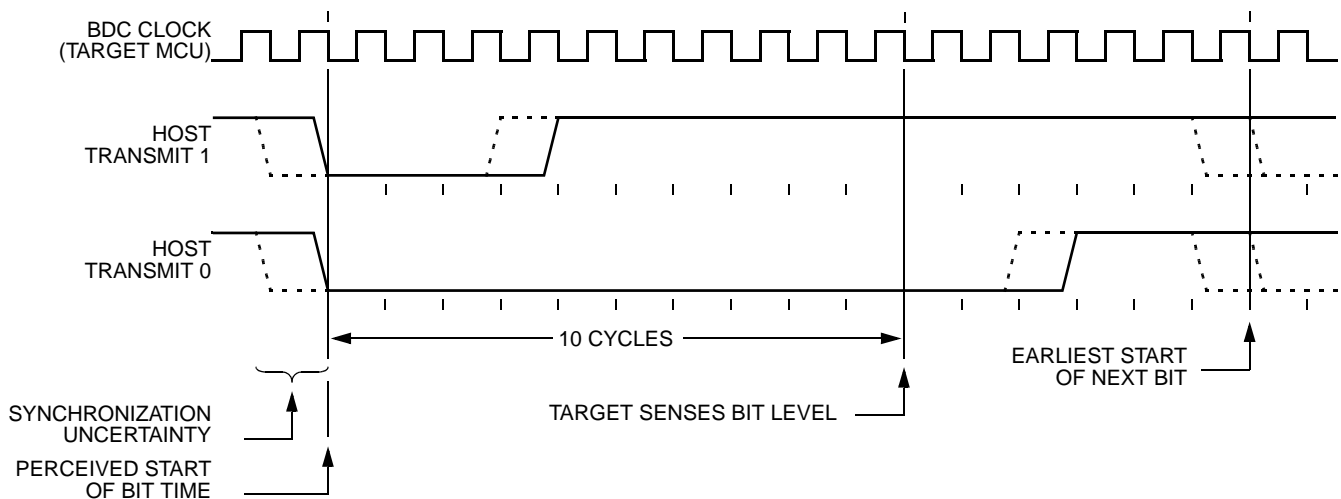 BDC CLOCK
(TARGET MCU)
HOST
TRANSMIT 1
HOST
TRANSMIT 0
10 CYCLES
EARLIEST START
OF NEXT BIT
TARGET SENSES BIT LEVEL
SYNCHRONIZATION
UNCERTAINTY
PERCEIVED START
OF BIT TIME